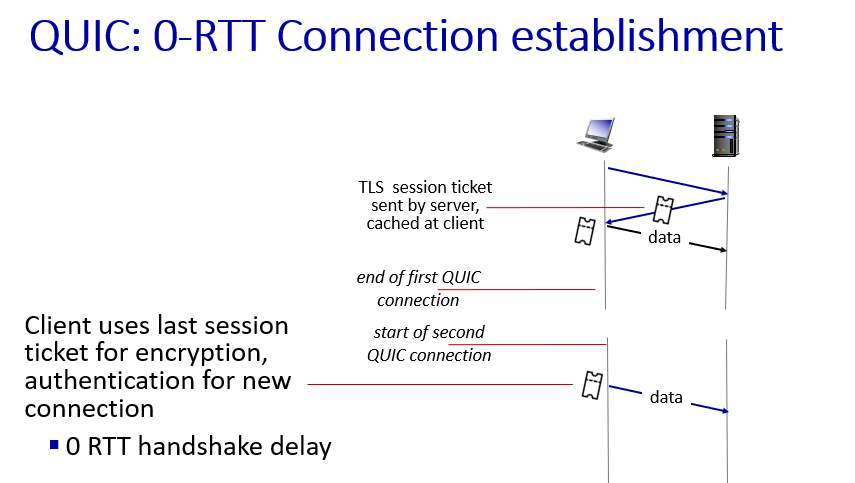 QUIC: 0-RTT Connection establishment
TLS session ticket
sent by server,
cached at client
data
end of first QUIC
connection
start of second
QUIC connection
Client uses last session
ticket for encryption,
authentication for new
connection
▪ 0 RTT handshake delay
data